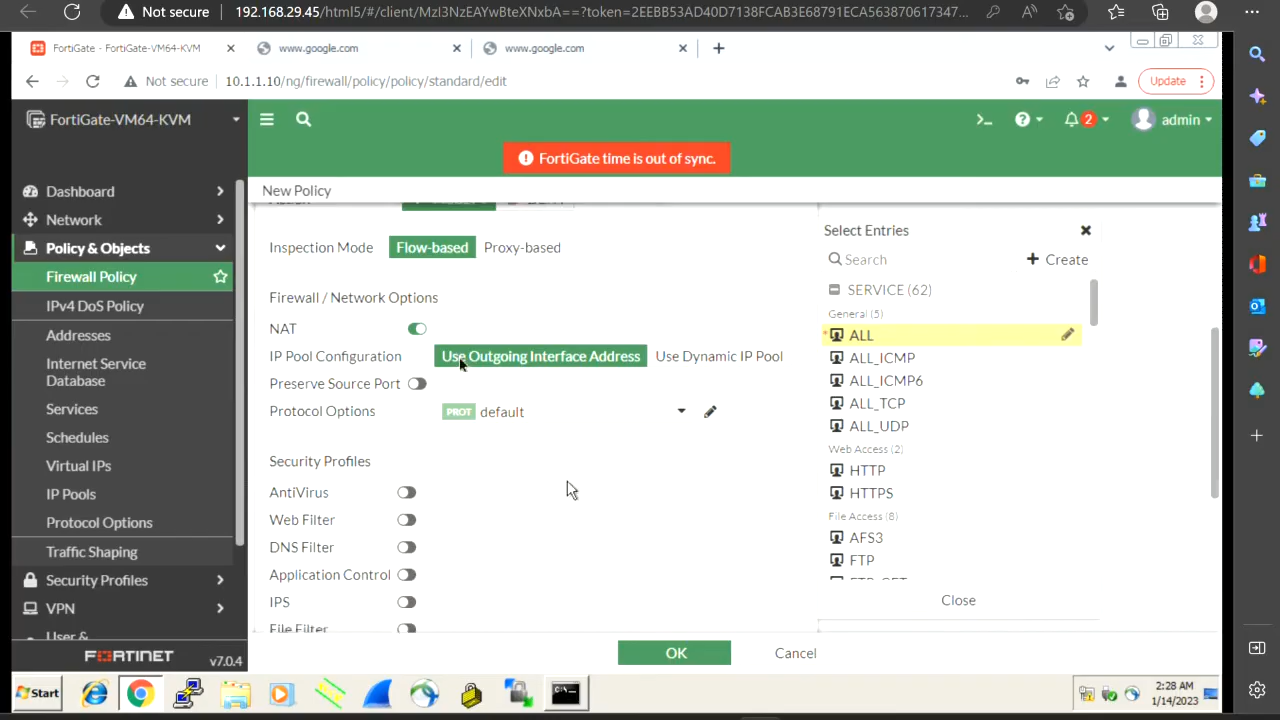 Not secure
192.168.29.45/html5/#/client/MzI3NzEAYwBteXNxbA==?token=2EEBB53AD40D7138FCAB3E68791ECA563870617347...
FortiGate - FortiGate-VM64-KVM
www.google.com
www.google.com
Not secure
10.1.1.10/ng/firewall/policy/policy/standard/edit
Update
FortiGate-VM64-KVM
2
admin
FortiGate time is out of sync.
New Policy
Dashboard
Network
Policy & Objects
Firewall Policy
IPv4 DoS Policy
Addresses
Internet Service
Database
Services
Schedules
Virtual IPs
IP Pools
Protocol Options
Traffic Shaping
Security Profiles
VPN
User &
FORTINET
v7.0.4
Inspection Mode
Flow-based
Proxy-based
Firewall / Network Options
NAT
IP Pool Configuration
Use Outgoing Interface Address
Use Dynamic IP Pool
Preserve Source Port
Protocol Options
PROT
default
Security Profiles
AntiVirus
Web Filter
DNS Filter
Application Control
IPS
File Filter
Select Entries
Search
Create
SERVICE (62)
General (5)
ALL
ALL_ICMP
ALL_ICMP6
ALL_TCP
ALL_UDP
Web Access (2)
HTTP
HTTPS
File Access (8)
AFS3
FTP
Close
OK
Cancel
Start
2:28 AM
1/14/2023